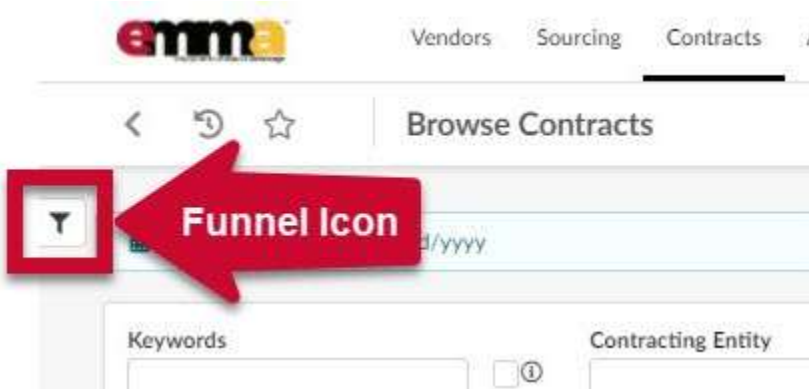 emma
Vendors Sourcing Contracts
Browse Contracts
Funnel Icon
d/yyyy
Keywords
Contracting Entity